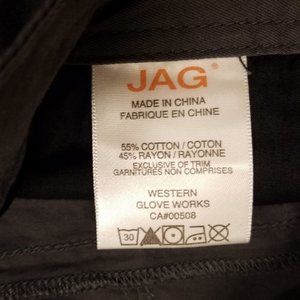 JAG®
MADE IN CHINA
FABRIQUE EN CHINE
55% COTTON / COTON
45% RAYON / RAYONNE
EXCLUSIVE OF TRIM
GARNITURES NON COMPRISES
WESTERN
GLOVE WORKS
CA#00508
30